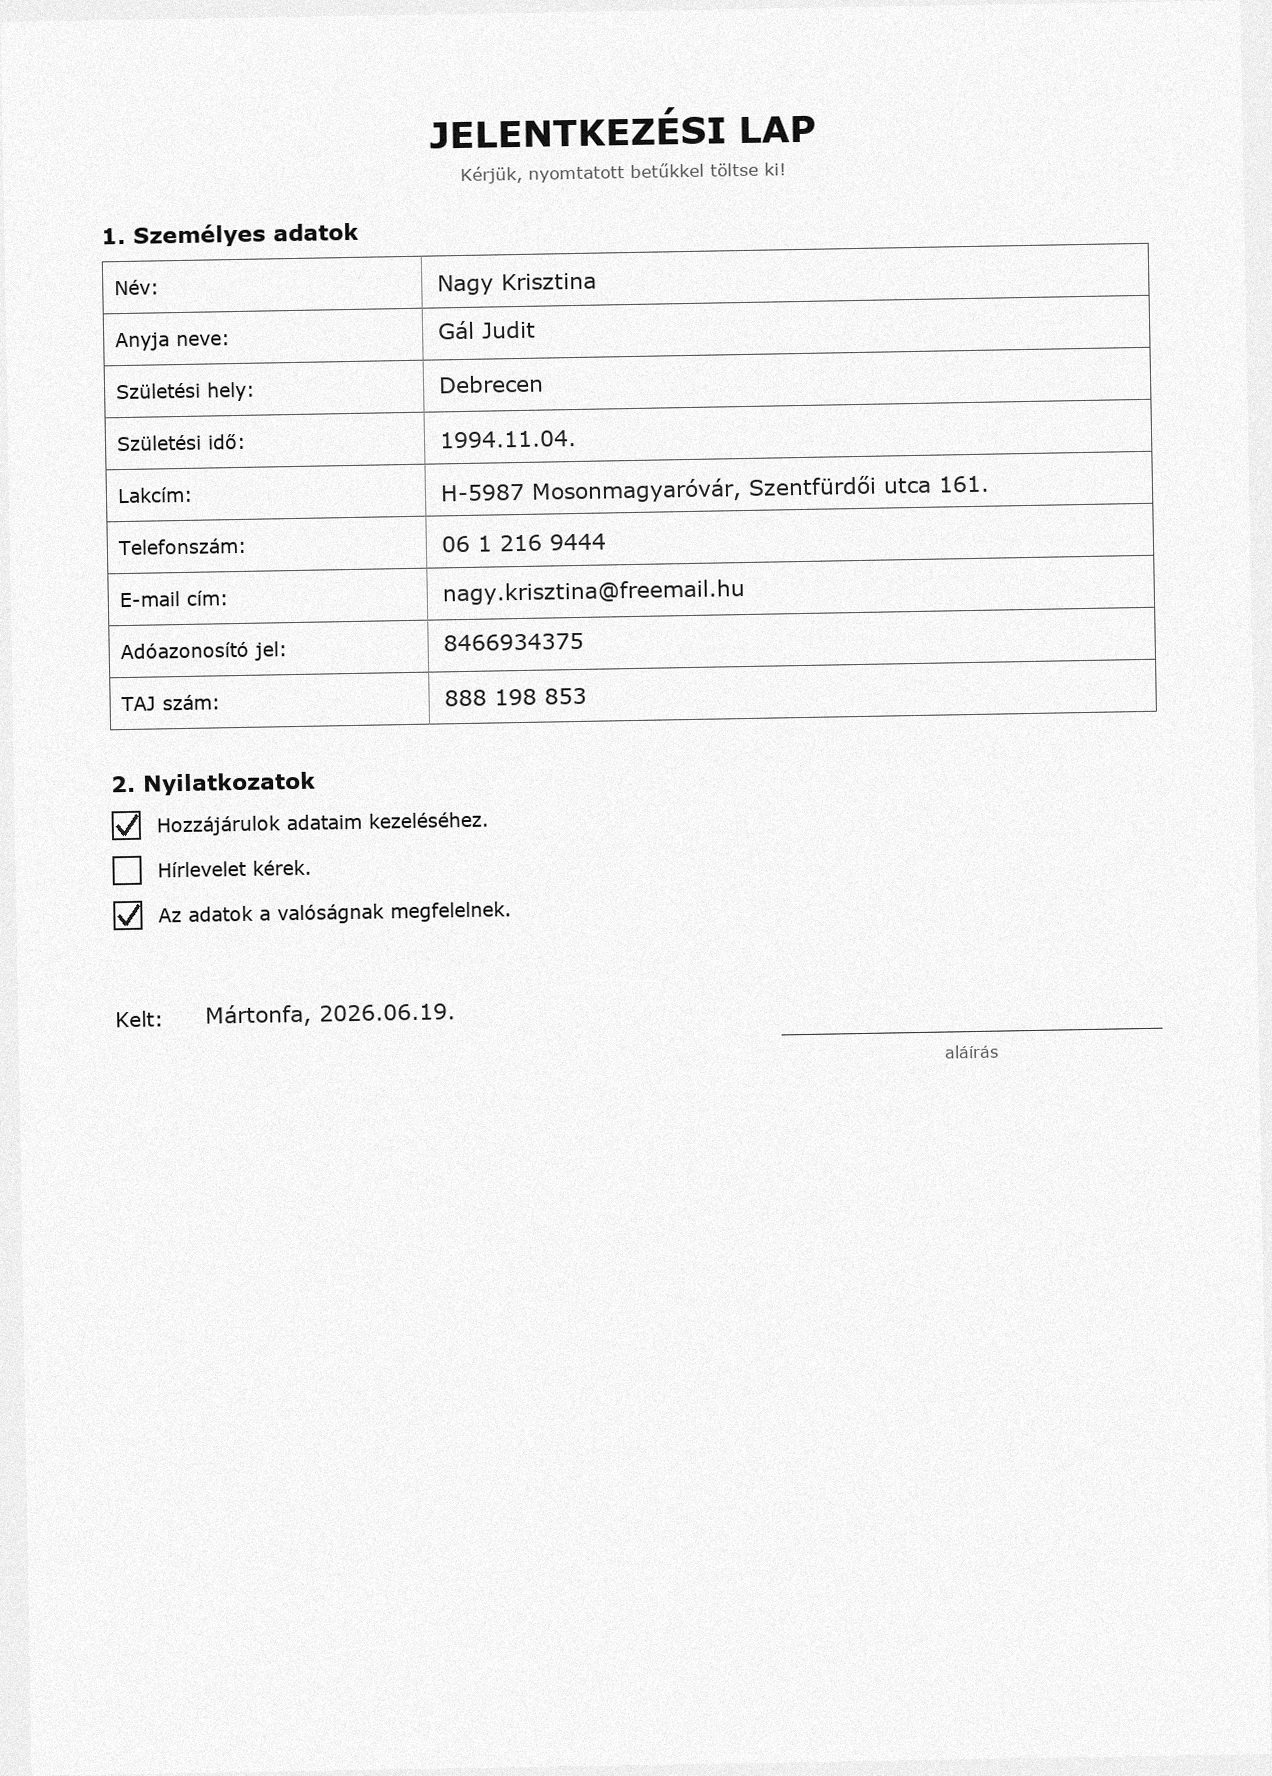 JELENTKEZÉSI LAP
Kérjük, nyomtatott betűkkel töltse ki!
1. Személyes adatok
Név: Nagy Krisztina
Anyja neve: Gál Judit
Születési hely: Debrecen
Születési idő: 1994.11.04.
Lakcím: H-5987 Mosonmagyaróvár, Szentfürdői utca 161.
Telefonszám: 06 1 216 9444
E-mail cím: nagy.krisztina@freemail.hu
Adóazonosító jel: 8466934375
TAJ szám: 888 198 853
2. Nyilatkozatok
Hozzájárulok adataim kezeléséhez.
Hírlevelet kérek.
Az adatok a valóságnak megfelelnek.
Kelt: Mártonfa, 2026.06.19.
aláírás